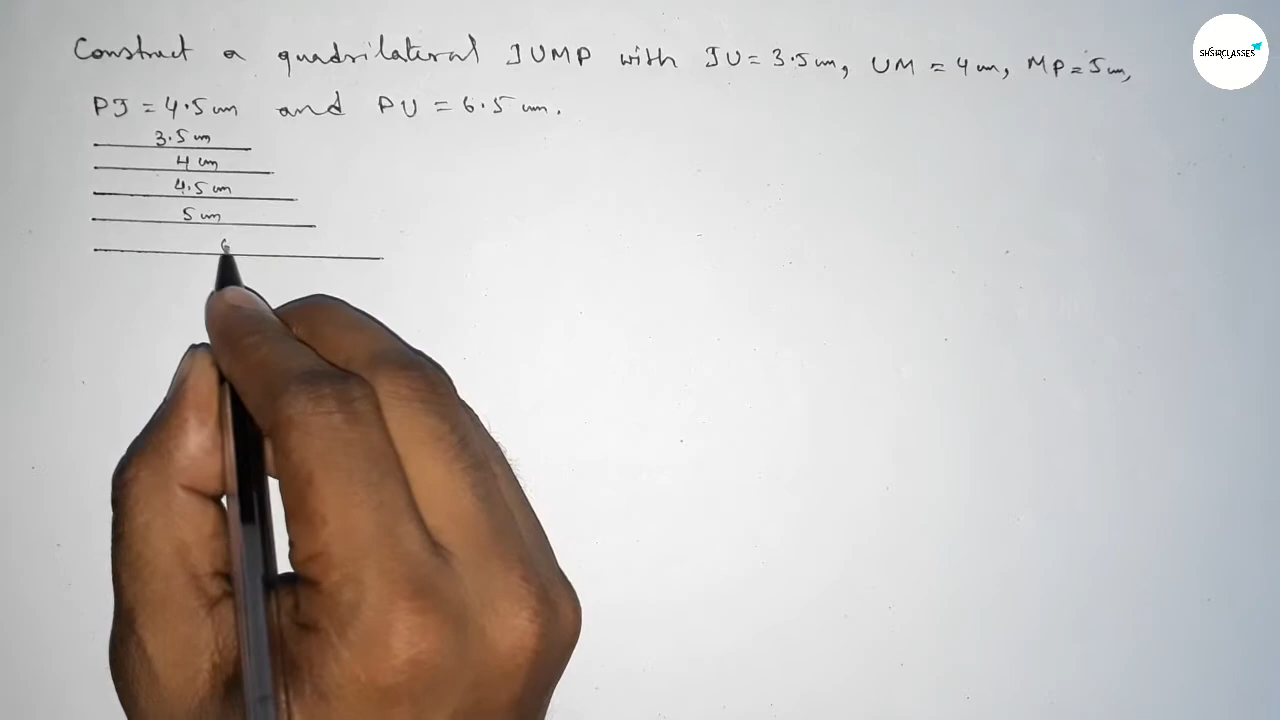 Construct a quadrilateral JUMP with JU = 3.5 cm, UM = 4 cm, MP = 5 cm,
PJ = 4.5 cm and PU = 6.5 cm.
3.5 cm
4 cm
4.5 cm
5 cm
6
SHSIRCLASSES